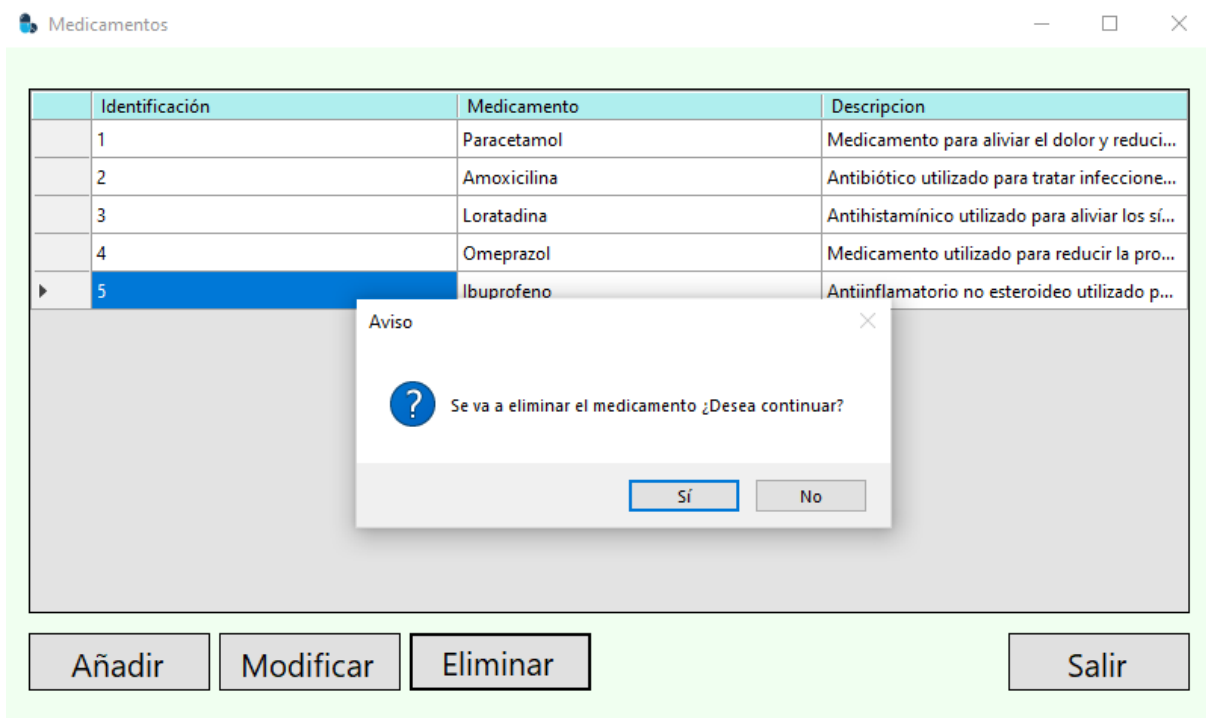 Medicamentos
Identificación Medicamento Descripcion
1 Paracetamol Medicamento para aliviar el dolor y reduci...
2 Amoxicilina Antibiótico utilizado para tratar infeccione...
3 Loratadina Antihistamínico utilizado para aliviar los sí...
4 Omeprazol Medicamento utilizado para reducir la pro...
5 Ibuprofeno Antiinflamatorio no esteroideo utilizado p...
Aviso
Se va a eliminar el medicamento ¿Desea continuar?
Sí No
Añadir Modificar Eliminar Salir